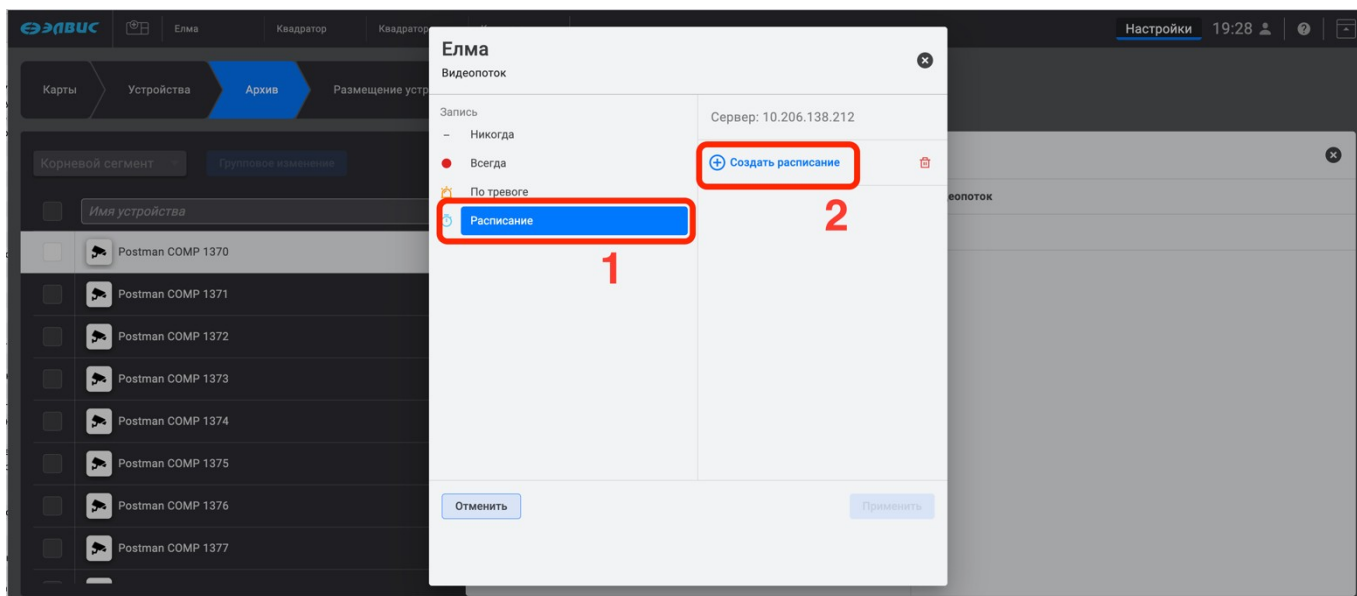 ЭЛВИС Елма Квадратор Квадратор Настройки 19:28
Карты Устройства Архив Размещение устр
Корневой сегмент Групповое изменение
Имя устройства
Postman COMP 1370
Postman COMP 1371
Postman COMP 1372
Postman COMP 1373
Postman COMP 1374
Postman COMP 1375
Postman COMP 1376
Postman COMP 1377
Елма
Видеопоток
Запись
– Никогда
Всегда
По тревоге
Расписание
1
Сервер: 10.206.138.212
Создать расписание
2
Отменить Применить
еопоток